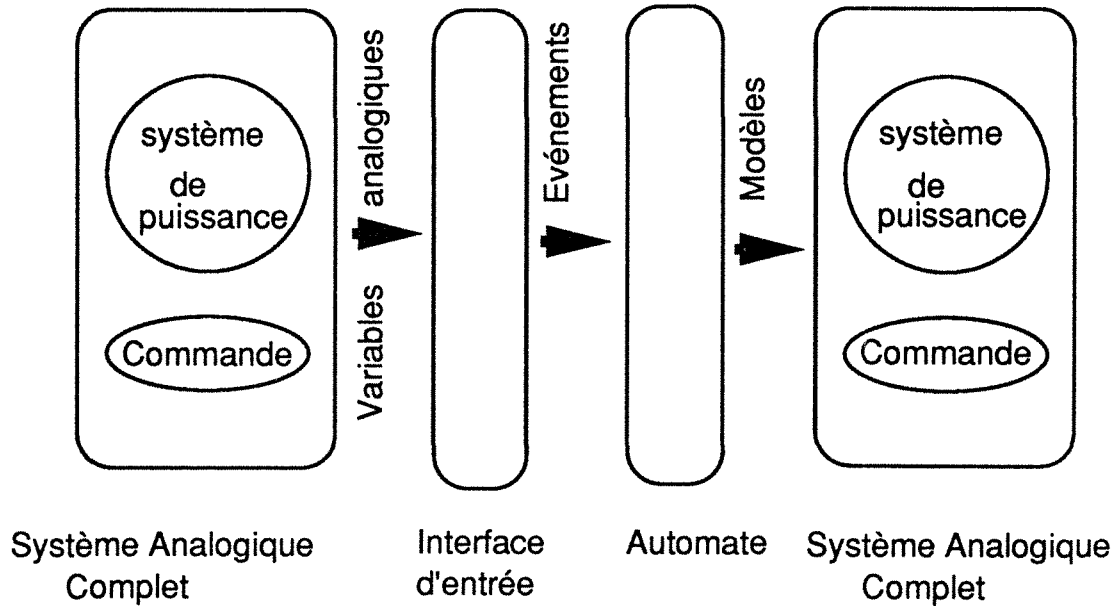 système
de
puissance
Commande
Variables analogiques
Evénements
Modèles
système
de
puissance
Commande
Système Analogique
Complet
Interface
d'entrée
Automate
Système Analogique
Complet